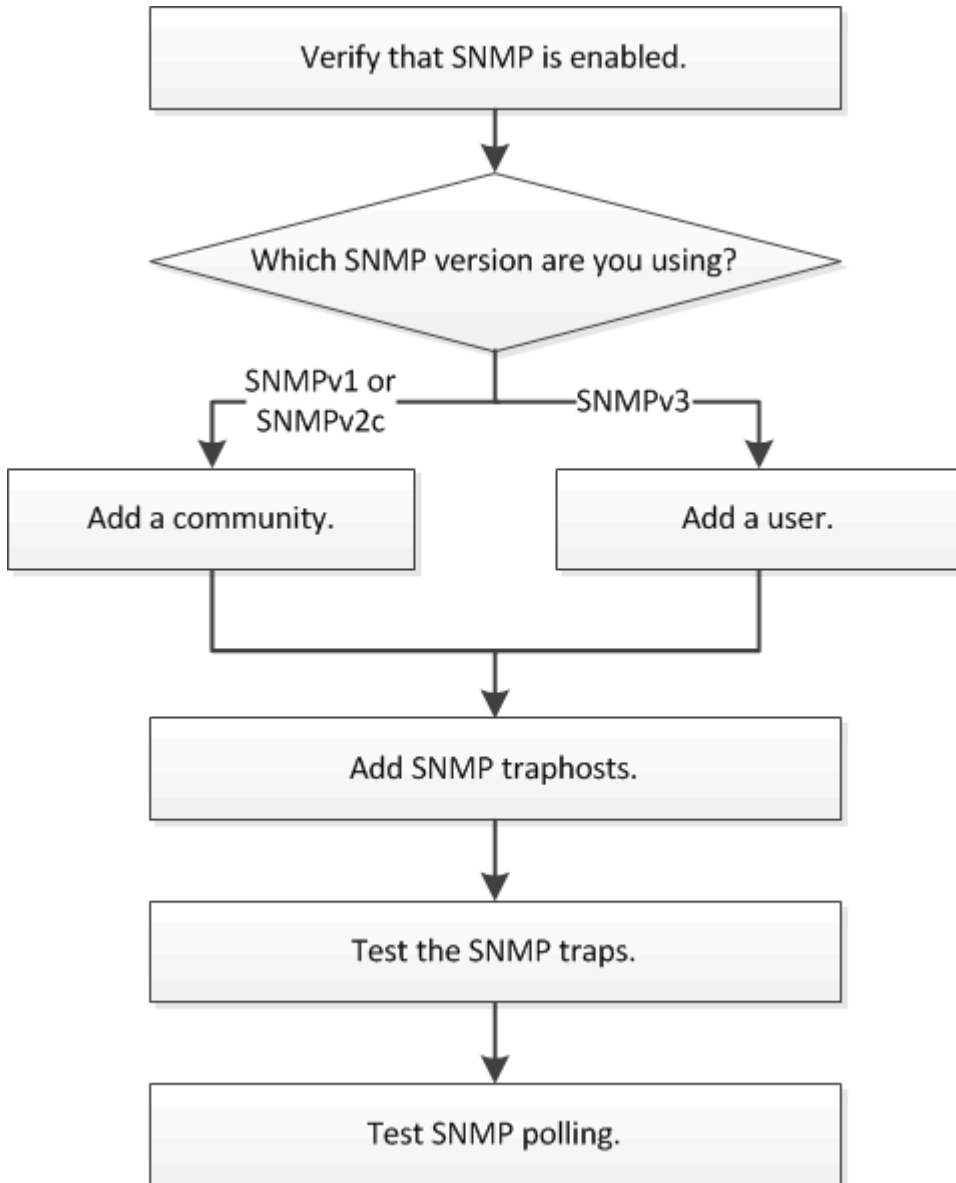 Verify that SNMP is enabled.
Which SNMP version are you using?
SNMPv1 or
SNMPv2c
SNMPv3
Add a community.
Add a user.
Add SNMP traphosts.
Test the SNMP traps.
Test SNMP polling.